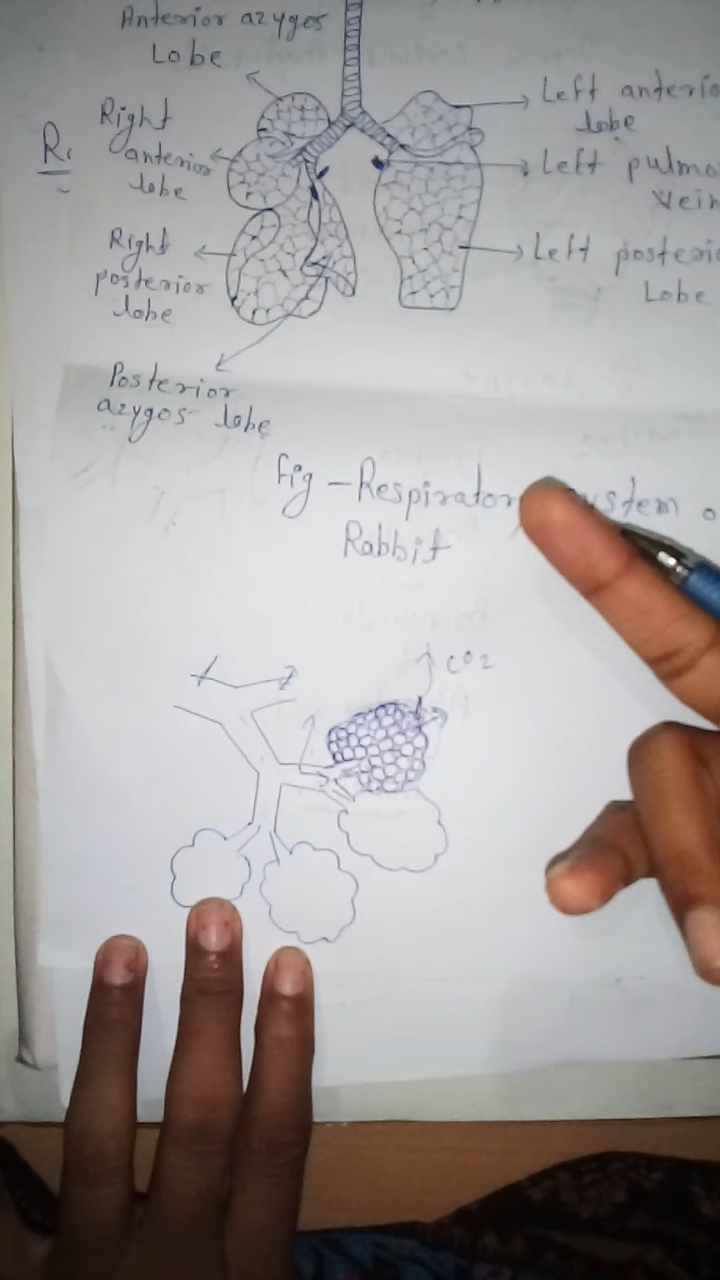 Anterior azygos
Lobe
Right
anterior
lobe
Left anterio
lobe
R
Left pulmo
vein
Right
posterior
lobe
Left posterio
Lobe
Posterior
azygos lobe
Fig - Respirator system o
Rabbit
CO2